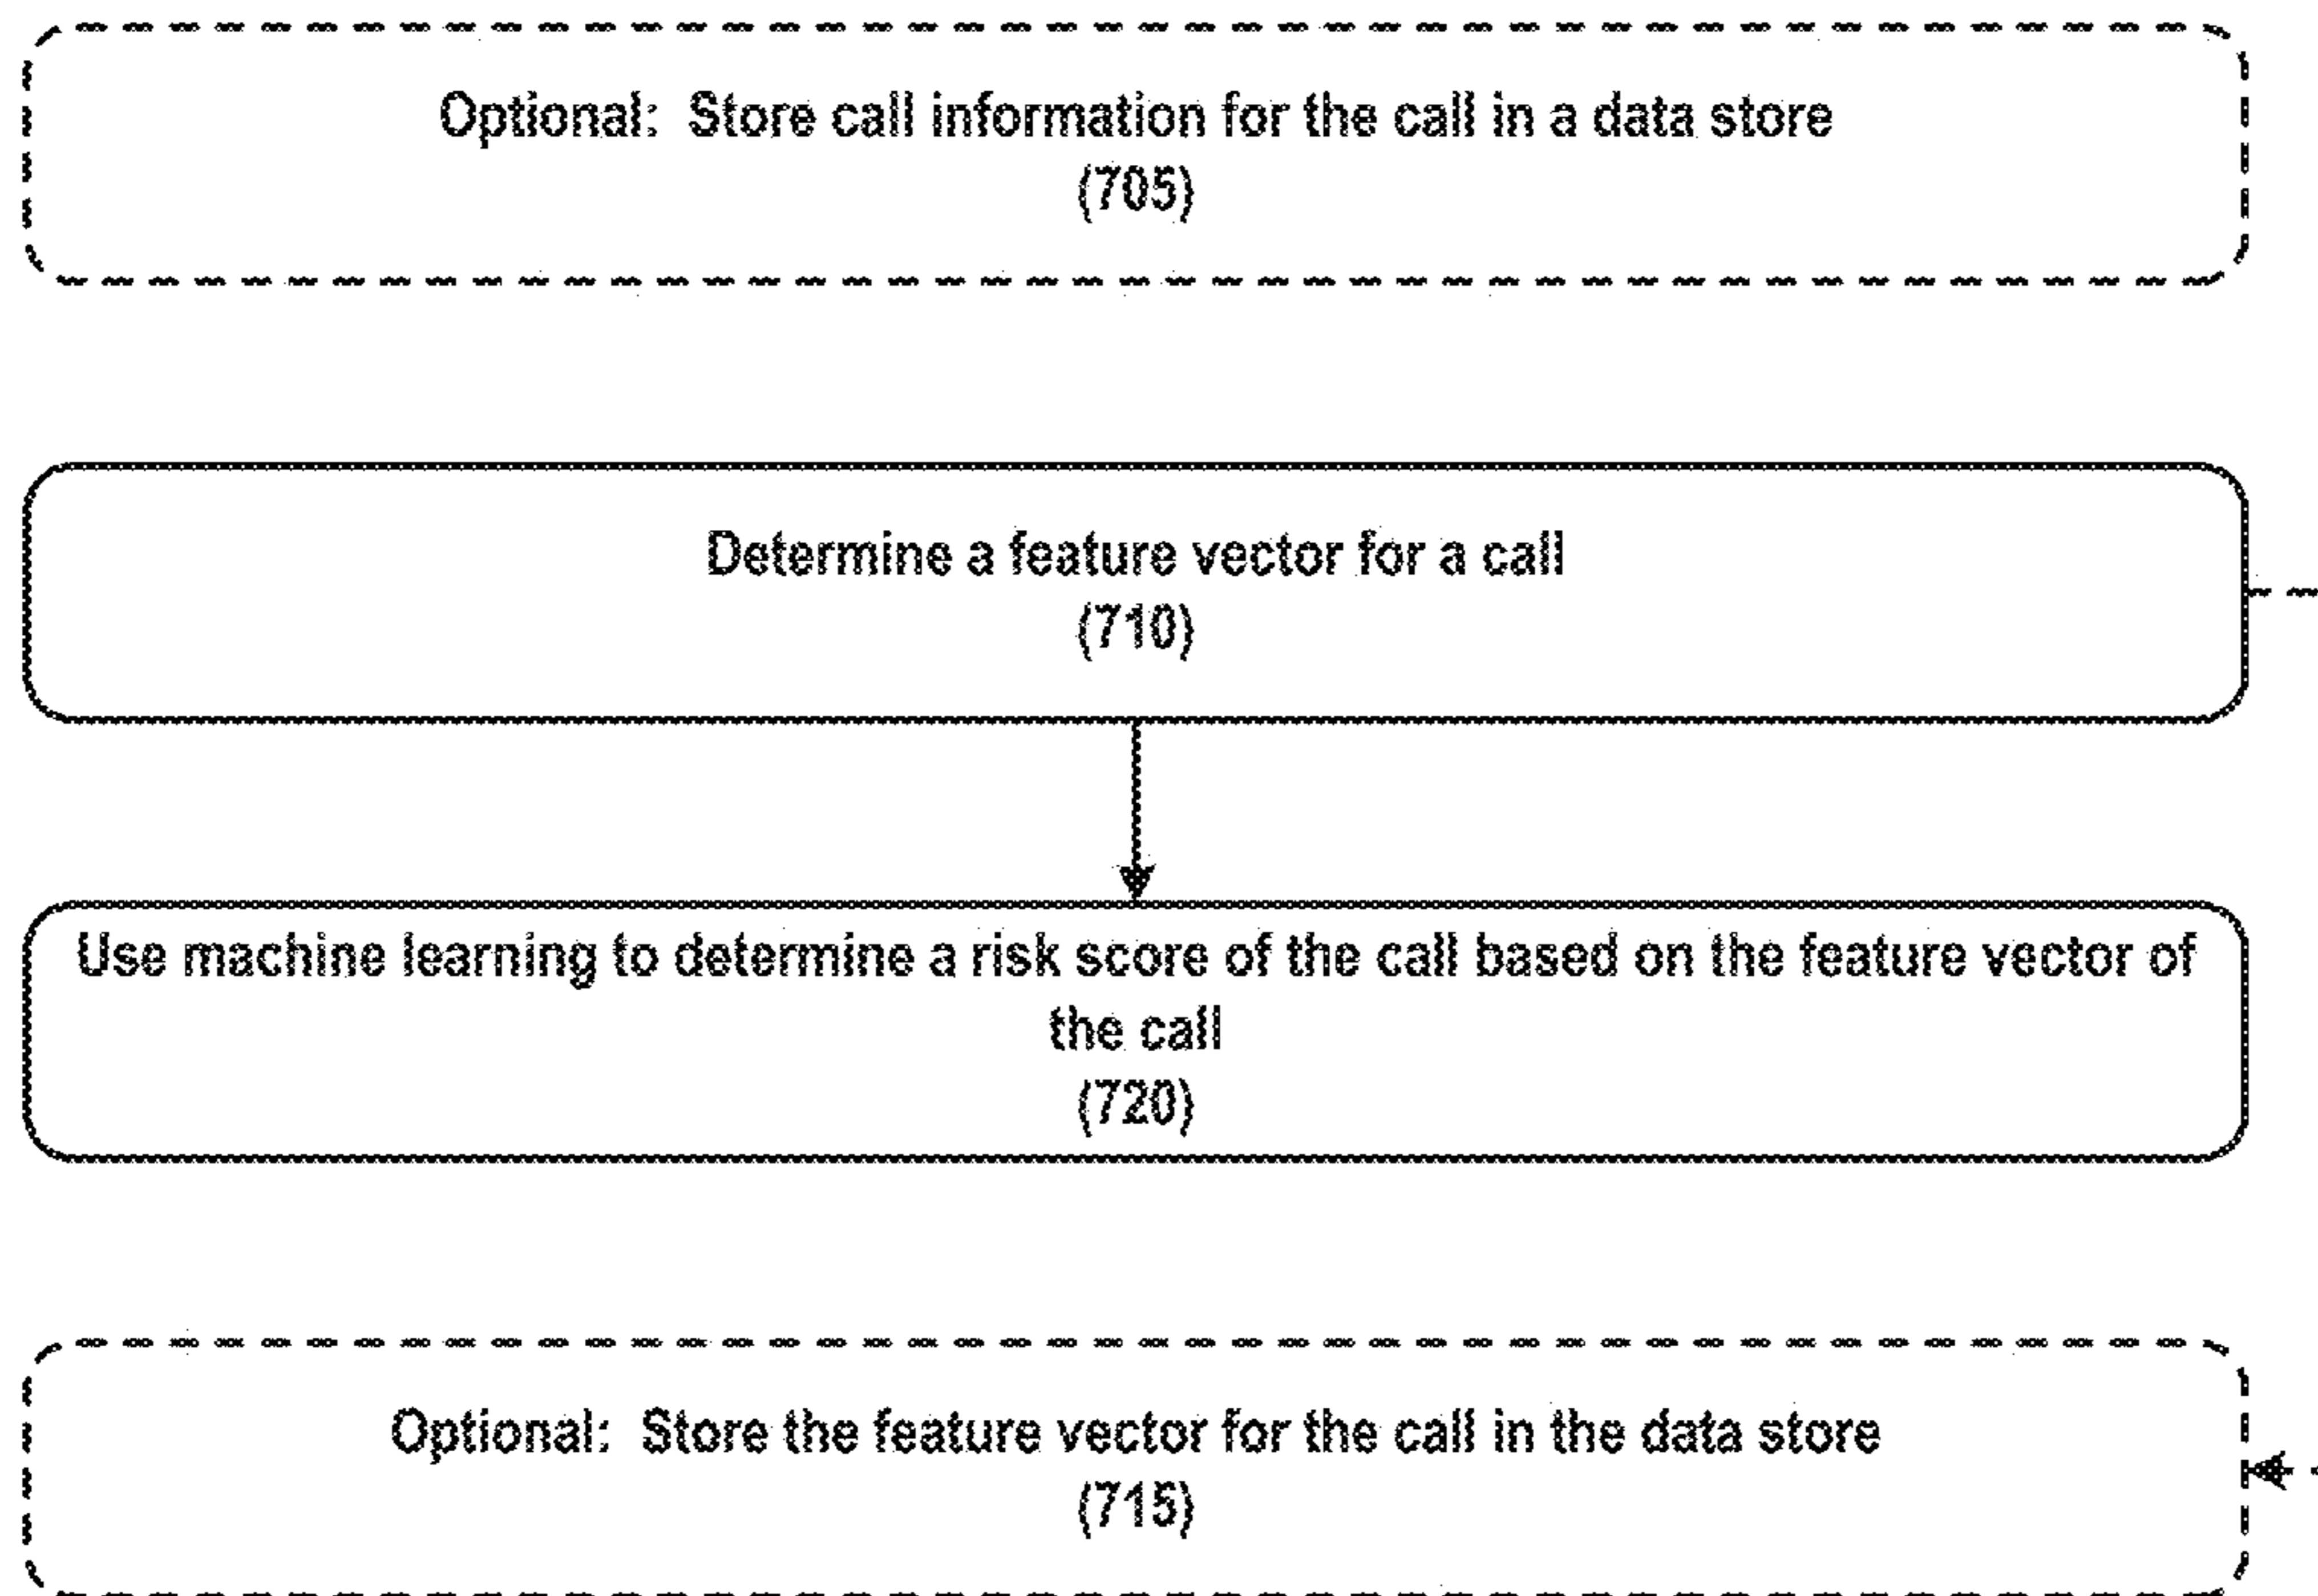 Optional:  Store call information for the call in a data store
(705)
Determine a feature vector for a call
(710)
Use machine learning to determine a risk score of the call based on the feature vector of
the call
(720)
Optional:  Store the feature vector for the call in the data store
(715)